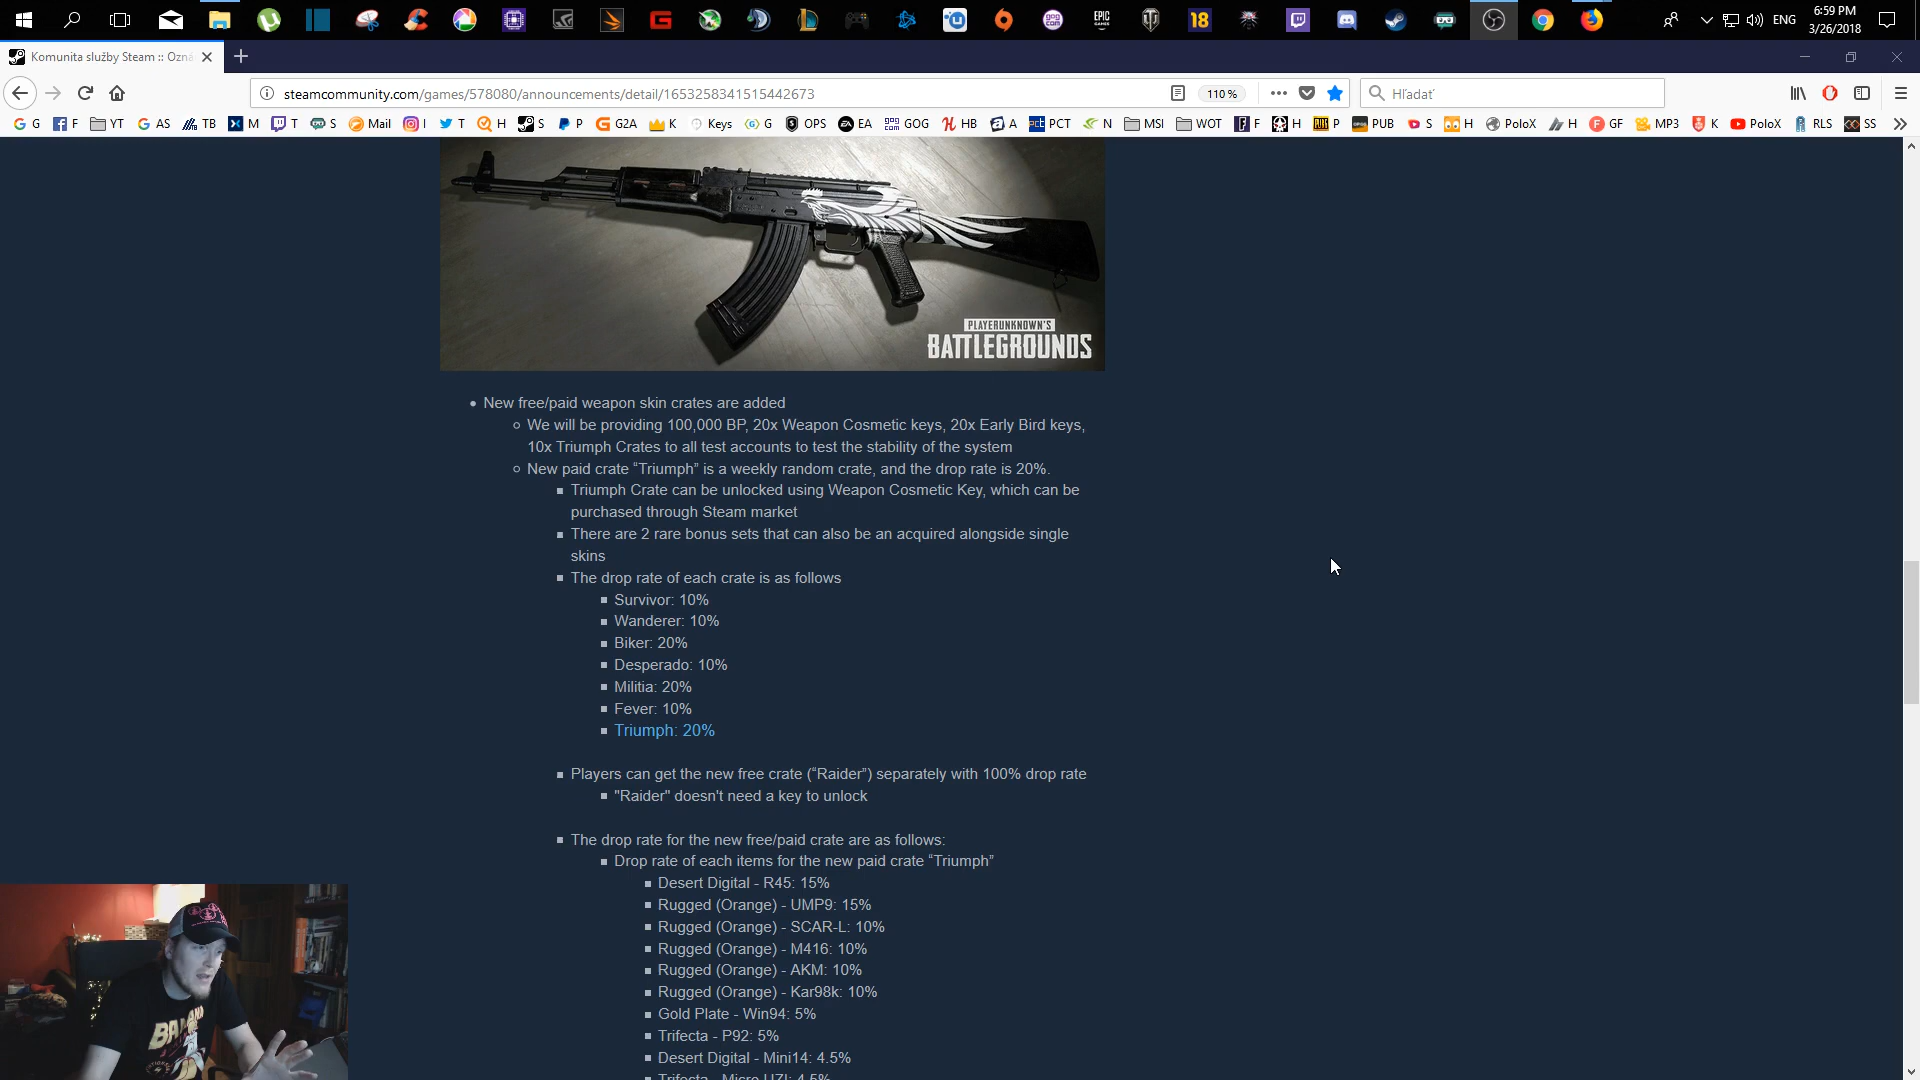 18
ENG
6:59 PM
3/26/2018
Komunita služby Steam :: Ozná
steamcommunity.com/games/578080/announcements/detail/1653258341515442673
110 %
Hľadať
G
F
YT
AS
TB
M
T
S
Mail
I
T
H
S
P
G2A
K
Keys
G
OPS
EA
GOG
HB
A
PCT
N
MSI
WOT
F
H
P
PUB
S
H
PoloX
H
GF
MP3
K
PoloX
RLS
SS
PLAYERUNKNOWN'S
BATTLEGROUNDS
New free/paid weapon skin crates are added
We will be providing 100,000 BP, 20x Weapon Cosmetic keys, 20x Early Bird keys,
10x Triumph Crates to all test accounts to test the stability of the system
New paid crate “Triumph” is a weekly random crate, and the drop rate is 20%.
Triumph Crate can be unlocked using Weapon Cosmetic Key, which can be
purchased through Steam market
There are 2 rare bonus sets that can also be an acquired alongside single
skins
The drop rate of each crate is as follows
Survivor: 10%
Wanderer: 10%
Biker: 20%
Desperado: 10%
Militia: 20%
Fever: 10%
Triumph: 20%
Players can get the new free crate (“Raider”) separately with 100% drop rate
"Raider" doesn't need a key to unlock
The drop rate for the new free/paid crate are as follows:
Drop rate of each items for the new paid crate “Triumph”
Desert Digital - R45: 15%
Rugged (Orange) - UMP9: 15%
Rugged (Orange) - SCAR-L: 10%
Rugged (Orange) - M416: 10%
Rugged (Orange) - AKM: 10%
Rugged (Orange) - Kar98k: 10%
Gold Plate - Win94: 5%
Trifecta - P92: 5%
Desert Digital - Mini14: 4.5%
Trifecta - Micro UZI: 4.5%